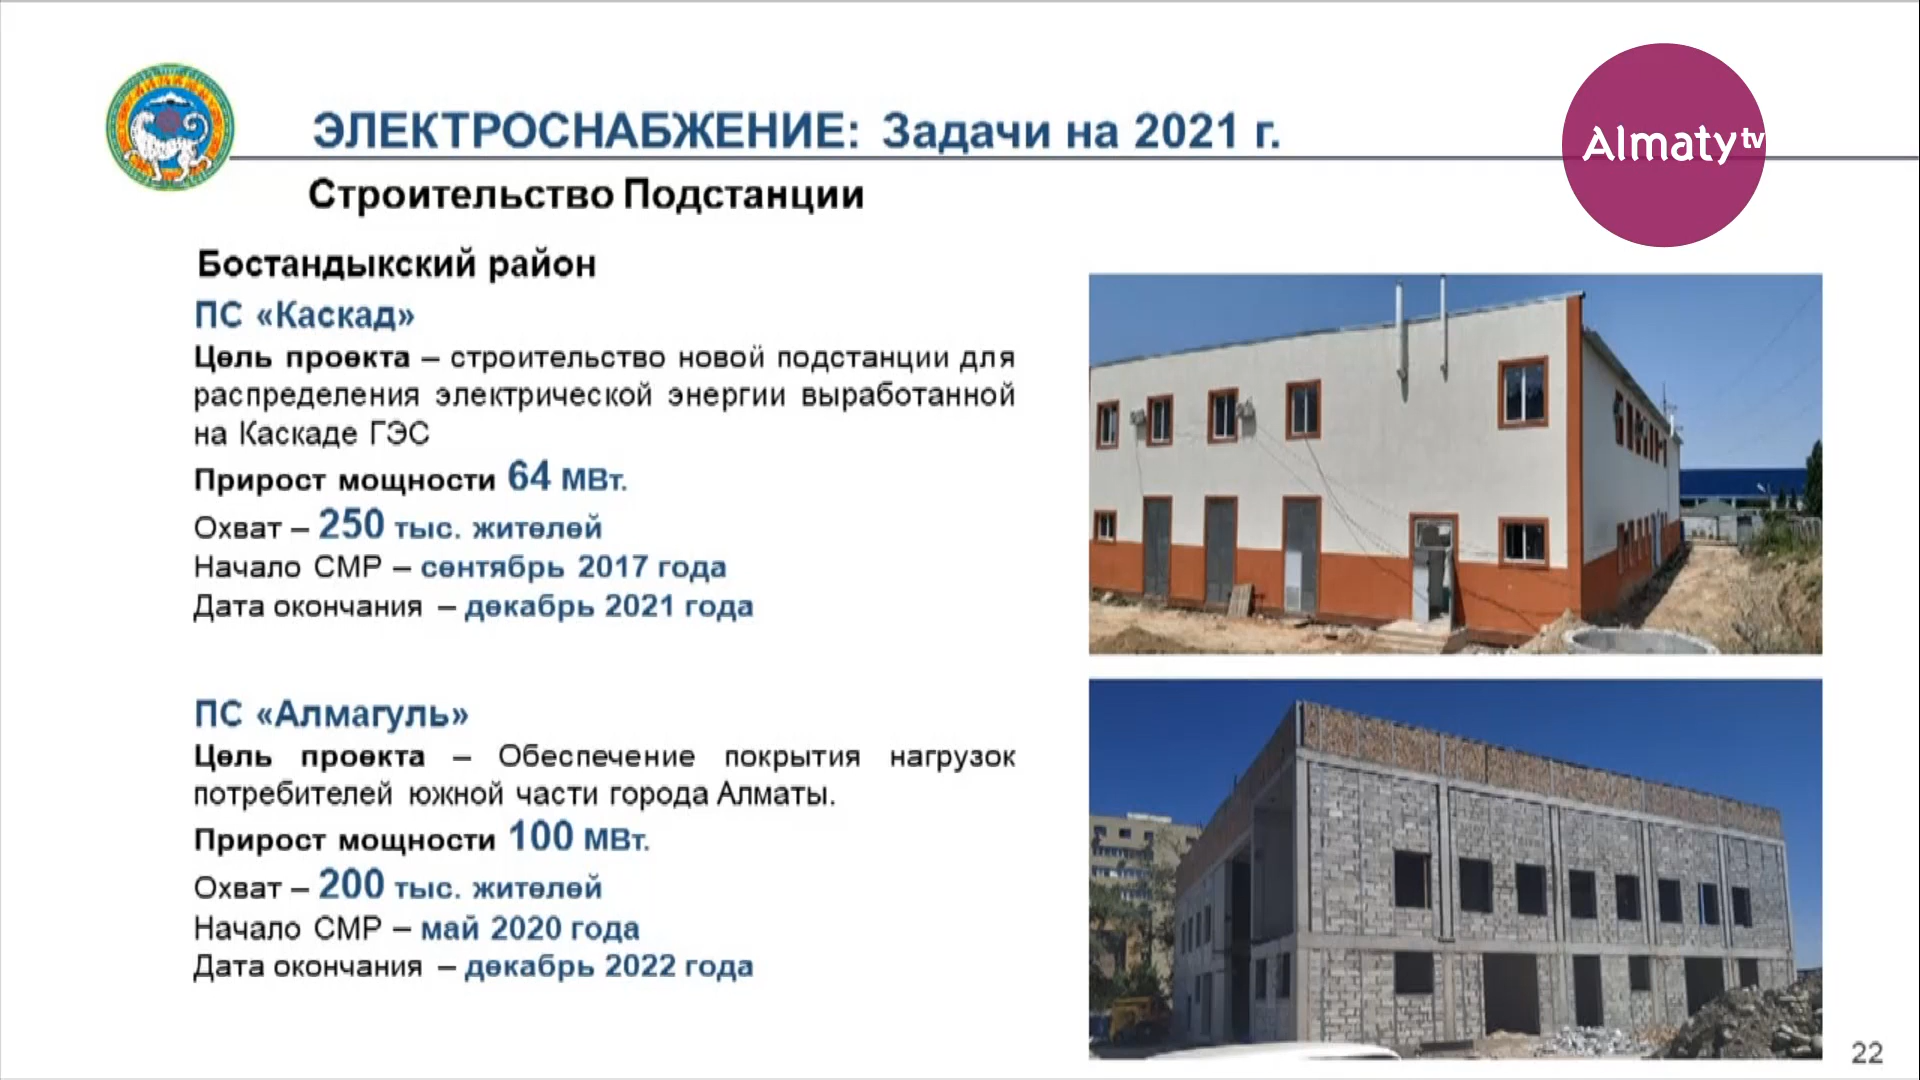 ЭЛЕКТРОСНАБЖЕНИЕ: Задачи на 2021 г.
Almaty tv
Строительство Подстанции
Бостандыкский район
ПС «Каскад»
Цель проекта – строительство новой подстанции для
распределения электрической энергии выработанной
на Каскаде ГЭС
Прирост мощности 64 МВт.
Охват – 250 тыс. жителей
Начало СМР – сентябрь 2017 года
Дата окончания – декабрь 2021 года
ПС «Алмагуль»
Цель проекта – Обеспечение покрытия нагрузок
потребителей южной части города Алматы.
Прирост мощности 100 МВт.
Охват – 200 тыс. жителей
Начало СМР – май 2020 года
Дата окончания – декабрь 2022 года
22